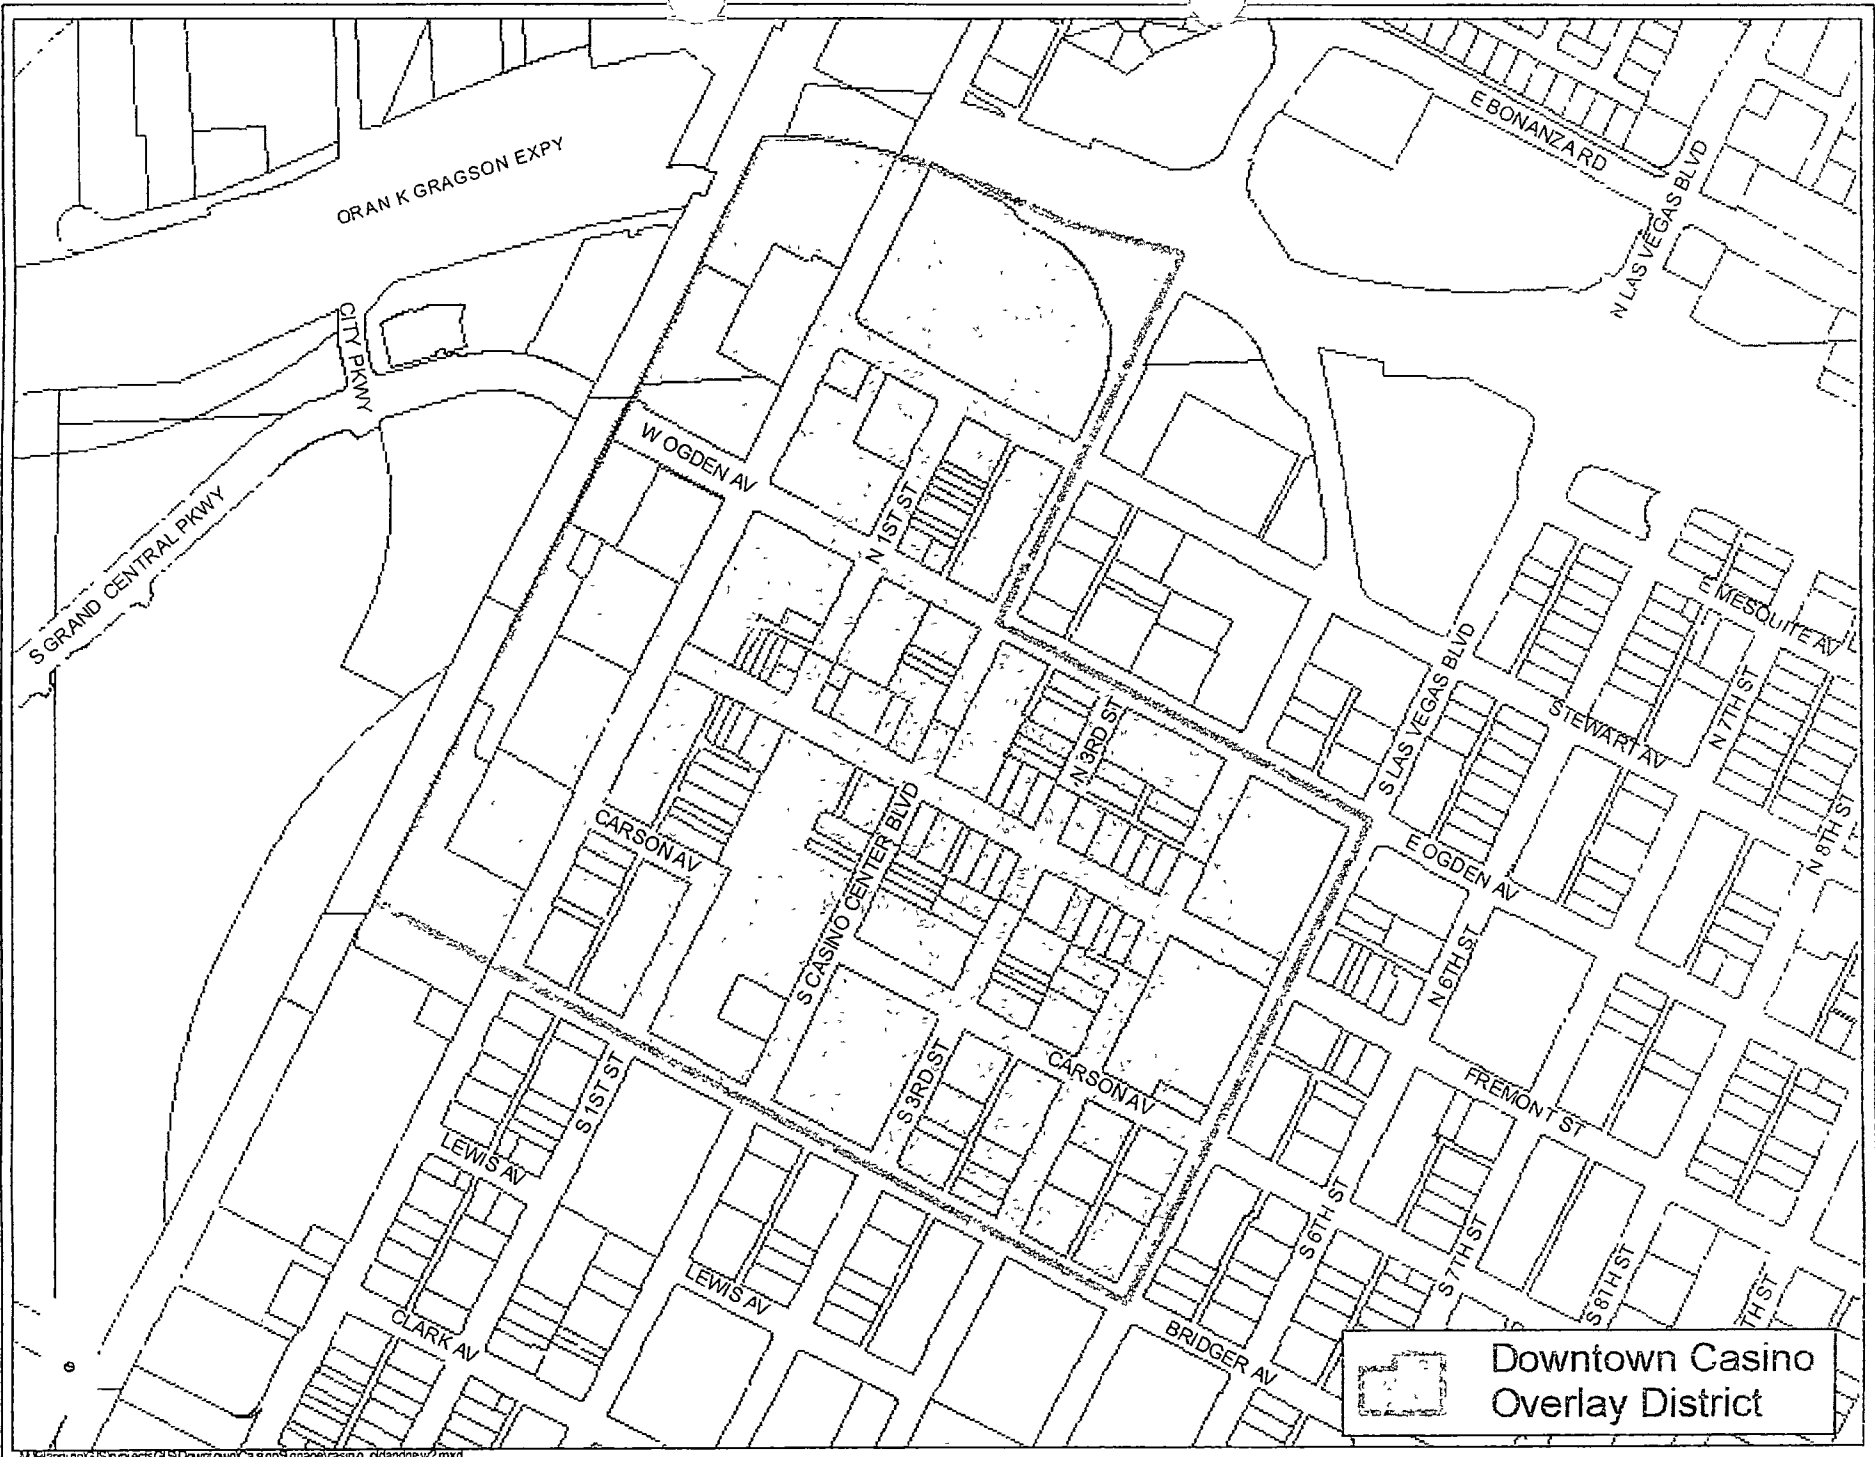 E BONANZA RD
ORAN K GRAGSON EXPY
N LAS VEGAS BLVD
CITY PKWY
W OGDEN AV
N 1ST ST
S GRAND CENTRAL PKWY
E MESQUITE AV
N 7TH ST
S LAS VEGAS BLVD
STEWART AV
N 3RD ST
N 8TH ST
CARSON AV
S CASINO CENTER BLVD
E OGDEN AV
N 6TH ST
S 1ST ST
S 3RD ST
CARSON AV
FREMONT ST
LEWIS AV
S 6TH ST
S 7TH ST
S 8TH ST
TH ST
LEWIS AV
CLARK AV
BRIDGER AV
Downtown Casino
Overlay District